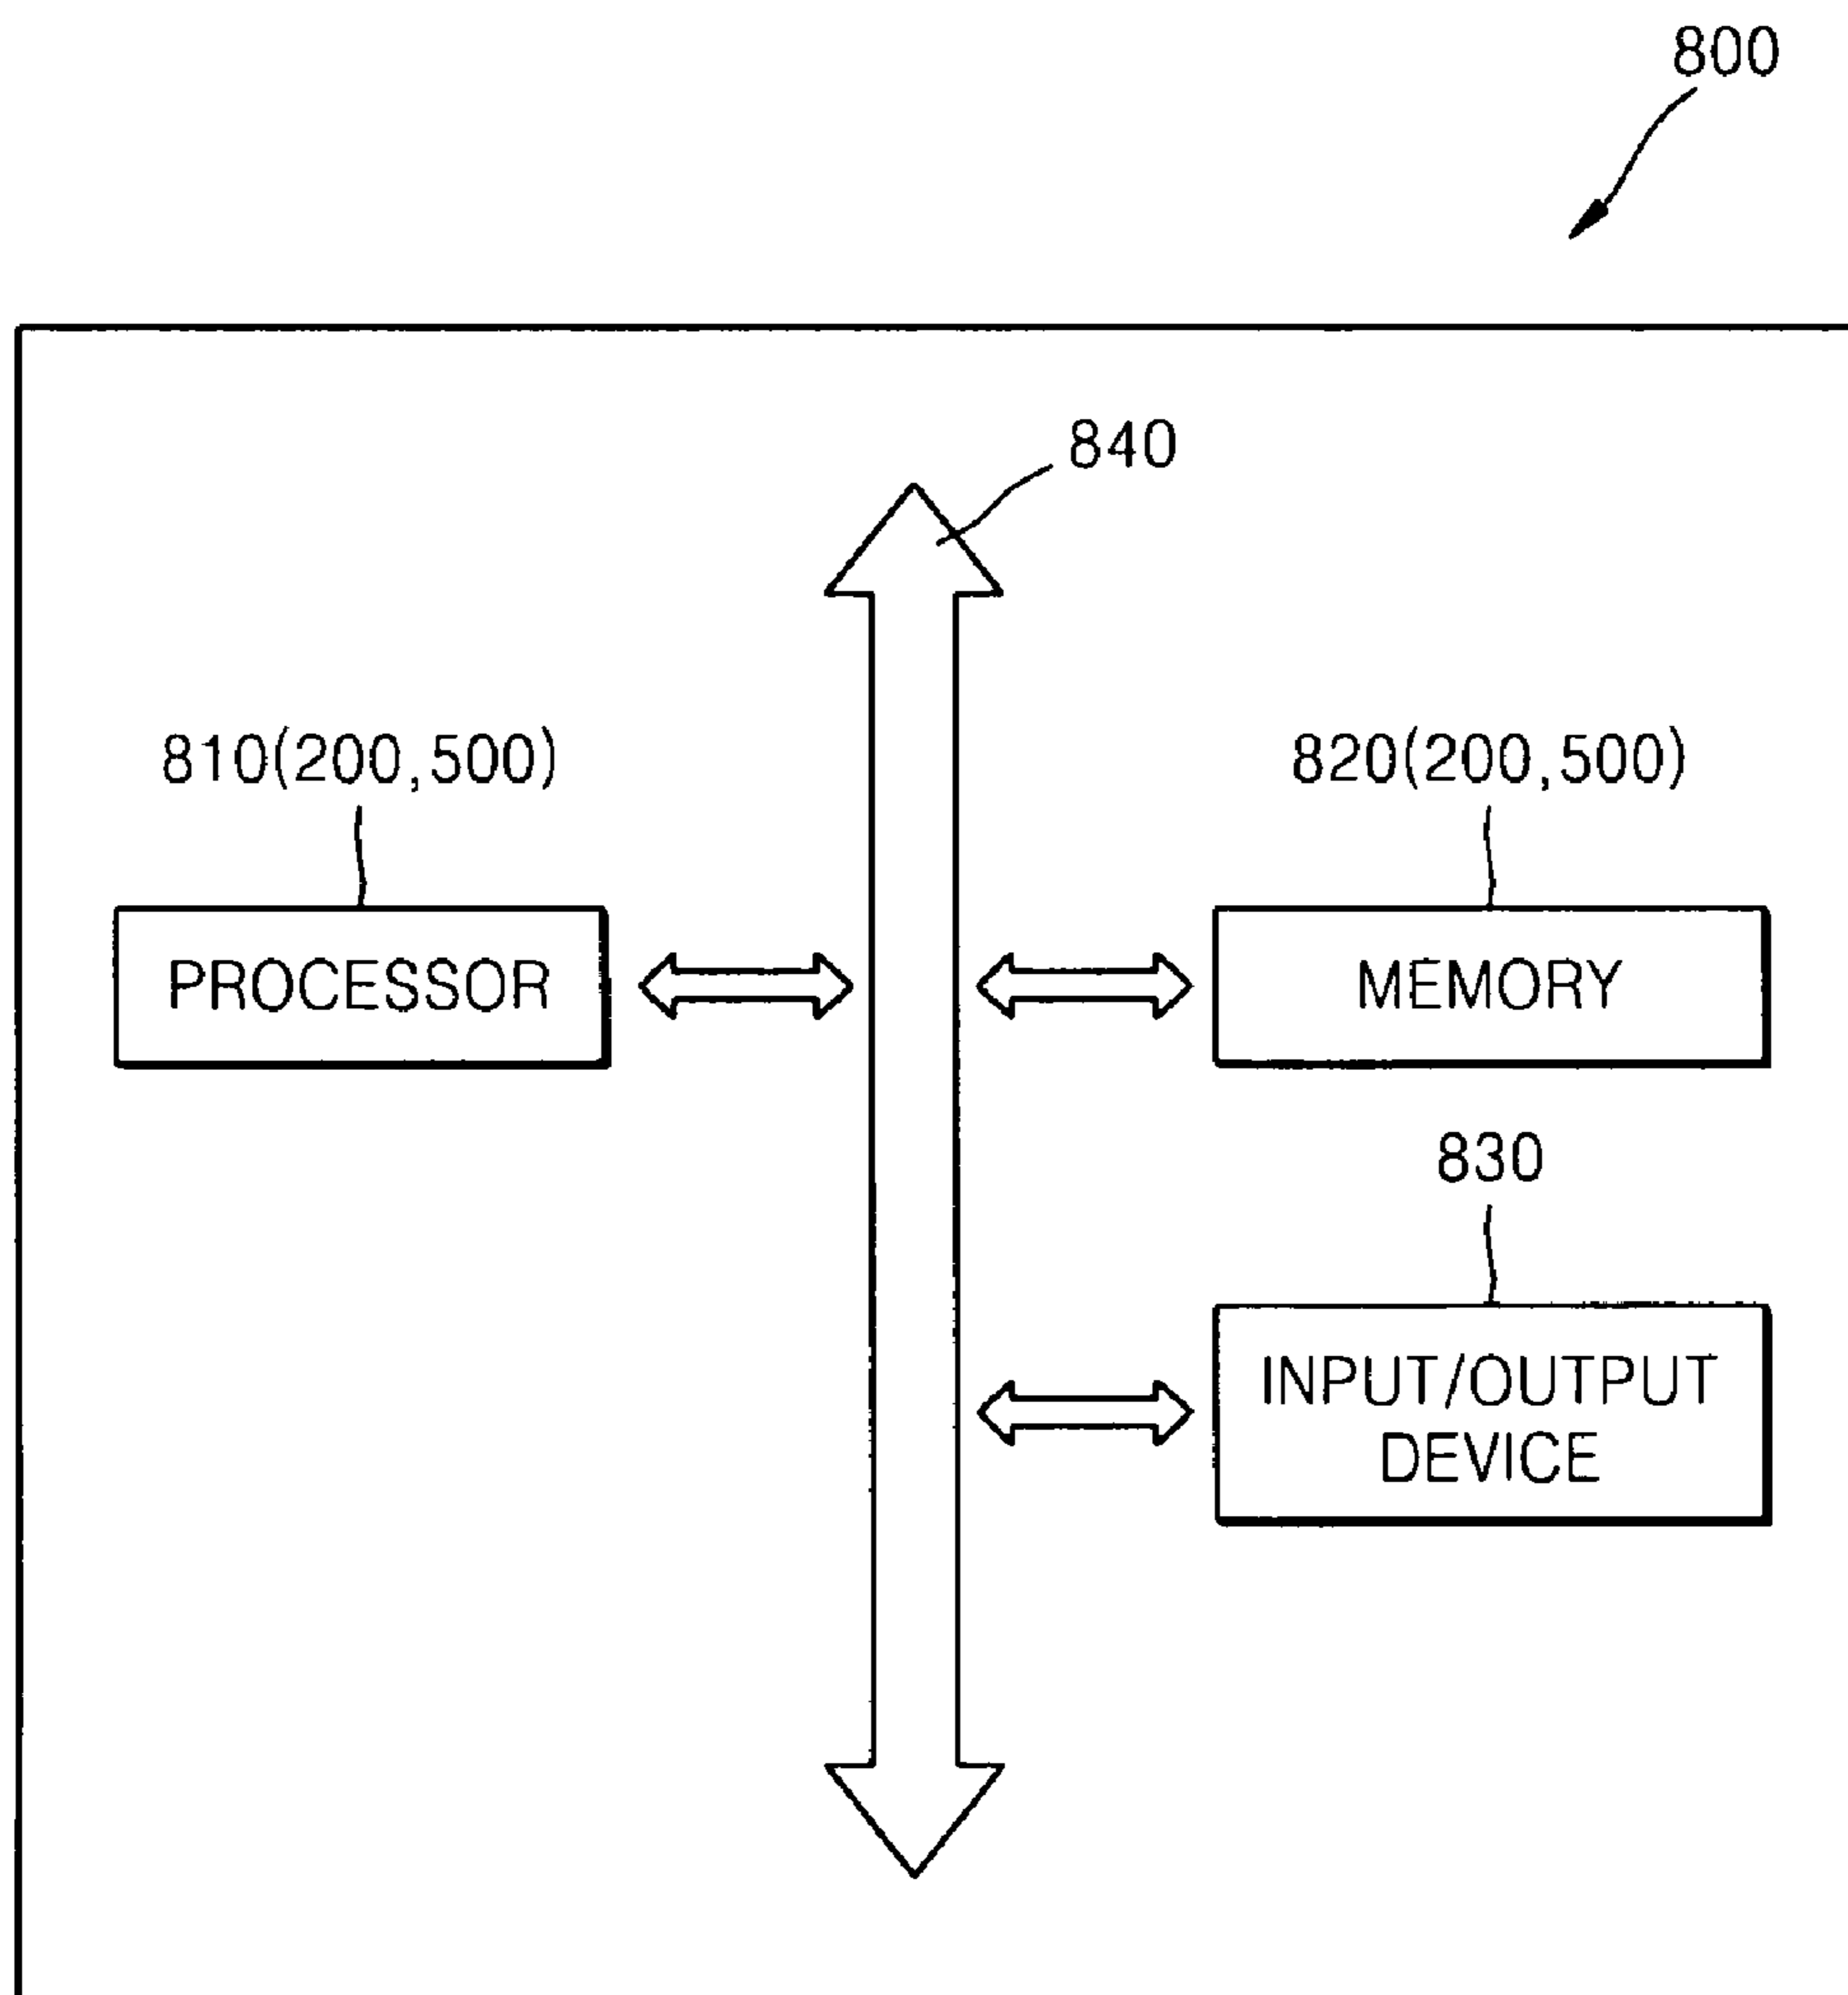 800
840
810(200,500)
820(200,500)
PROCESSOR
MEMORY
830
INPUT/OUTPUT
DEVICE